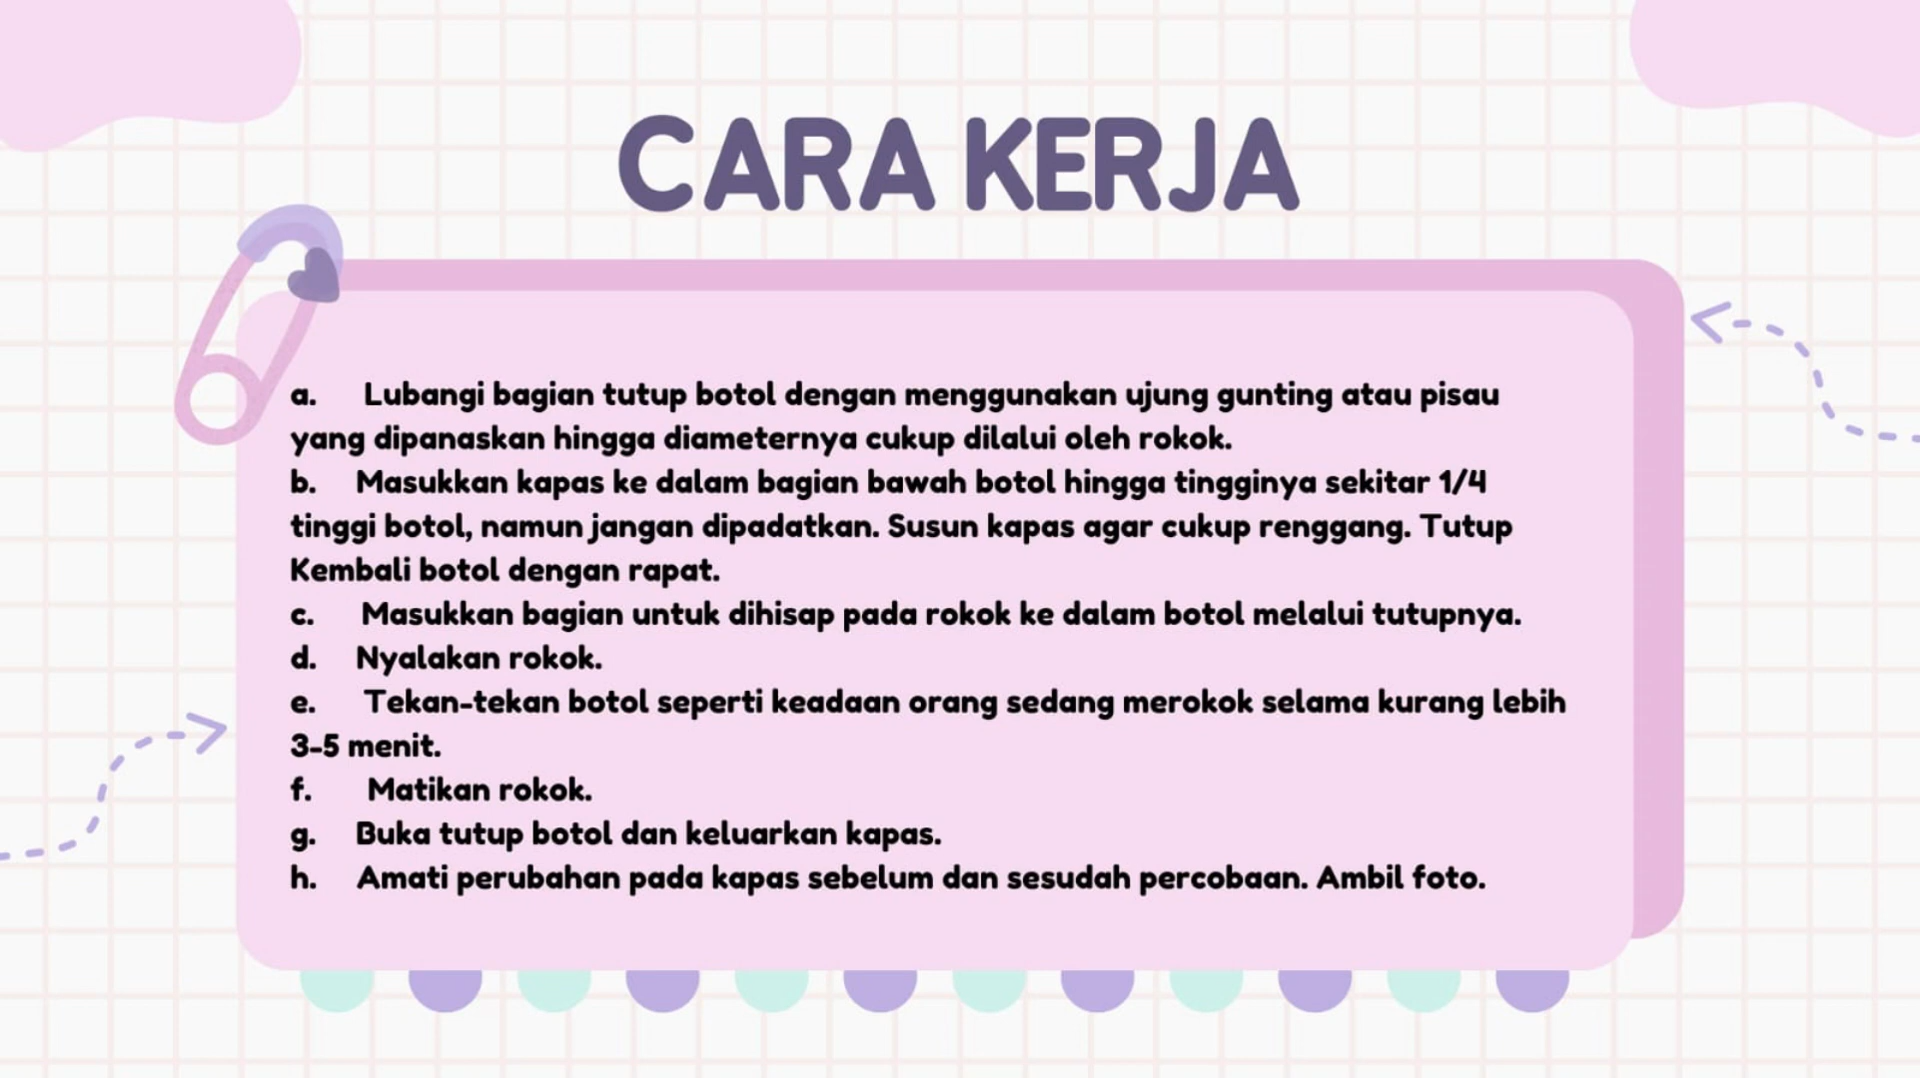 CARA KERJA
a. Lubangi bagian tutup botol dengan menggunakan ujung gunting atau pisau
yang dipanaskan hingga diameternya cukup dilalui oleh rokok.
b. Masukkan kapas ke dalam bagian bawah botol hingga tingginya sekitar 1/4
tinggi botol, namun jangan dipadatkan. Susun kapas agar cukup renggang. Tutup
Kembali botol dengan rapat.
c. Masukkan bagian untuk dihisap pada rokok ke dalam botol melalui tutupnya.
d. Nyalakan rokok.
e. Tekan-tekan botol seperti keadaan orang sedang merokok selama kurang lebih
3-5 menit.
f. Matikan rokok.
g. Buka tutup botol dan keluarkan kapas.
h. Amati perubahan pada kapas sebelum dan sesudah percobaan. Ambil foto.